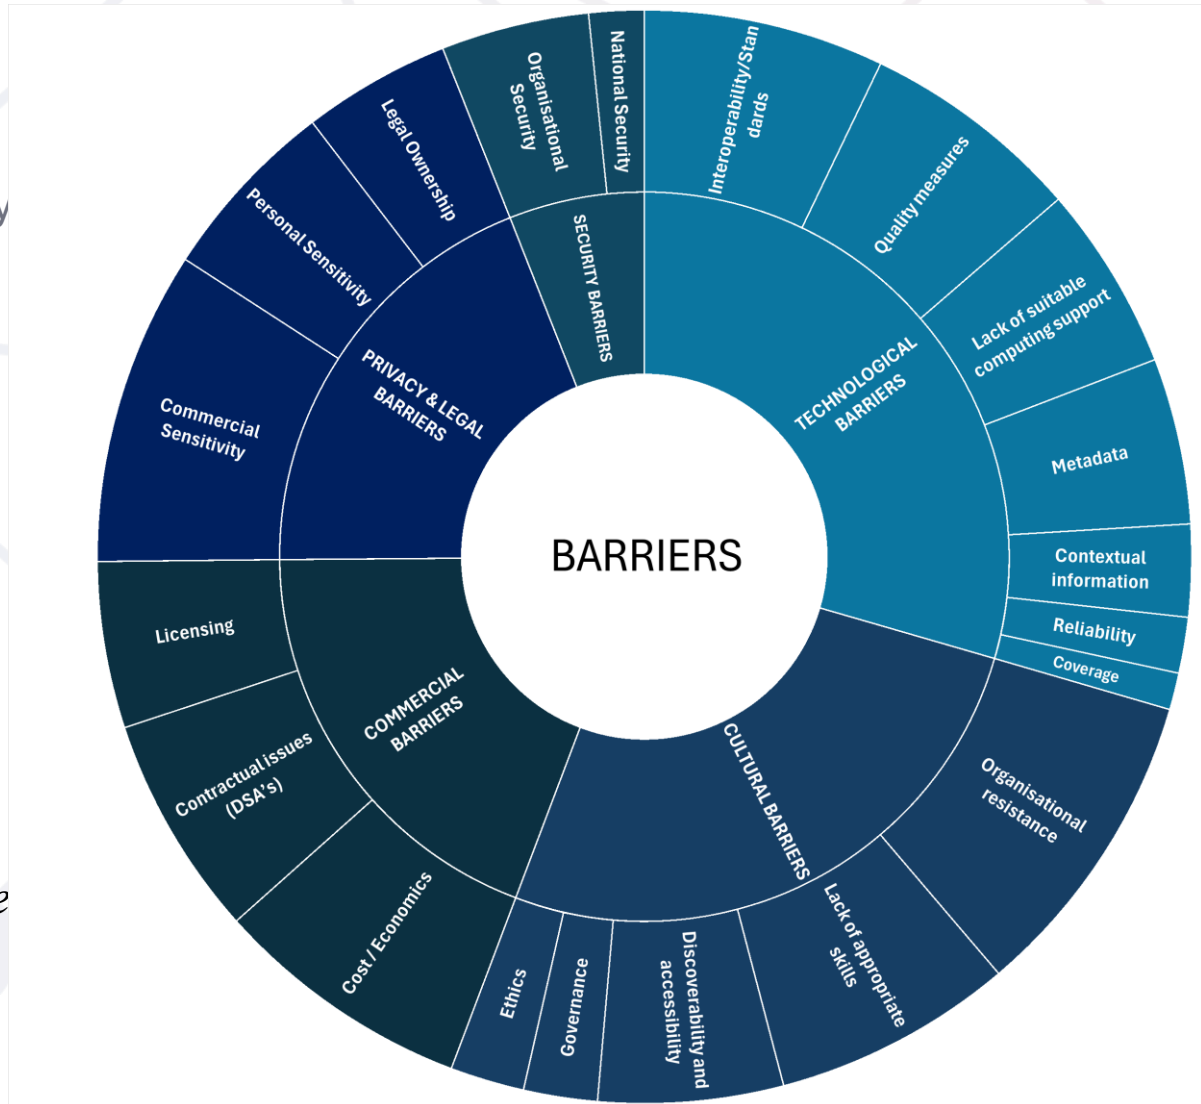 BARRIERS
TECHNOLOGICAL
BARRIERS
Interoperability/Stan
dards
Quality measures
Lack of suitable
computing support
Metadata
Contextual
information
Reliability
Coverage
CULTURAL BARRIERS
Organisational
resistance
Lack of appropriate
skills
Discoverability and
accessibility
Governance
Ethics
COMMERCIAL
BARRIERS
Cost / Economics
Contractual issues
(DSA's)
Licensing
PRIVACY & LEGAL
BARRIERS
Commercial
Sensitivity
Personal Sensitivity
Legal Ownership
SECURITY BARRIERS
Organisational
Security
National Security